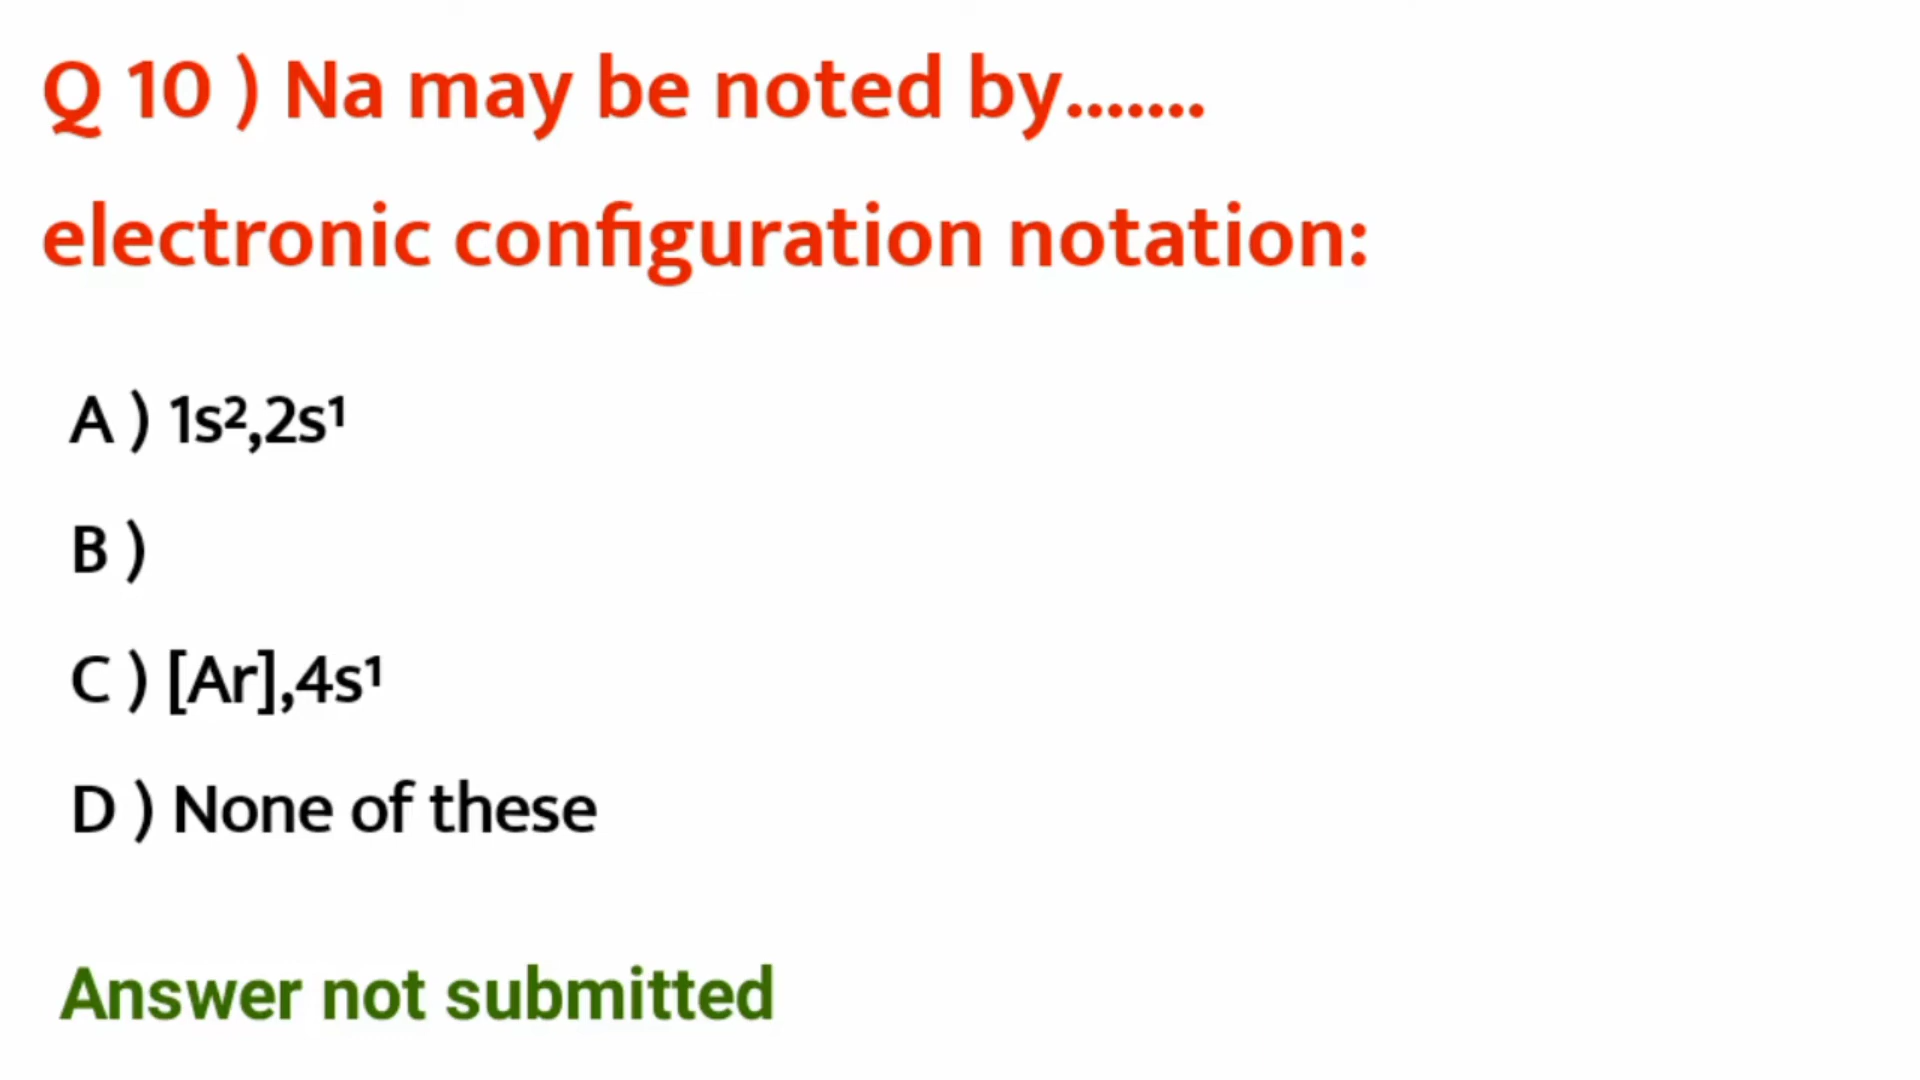 Q 10 ) Na may be noted by.......
electronic configuration notation:
A ) 1s²,2s¹
B )
C ) [Ar],4s¹
D ) None of these
Answer not submitted